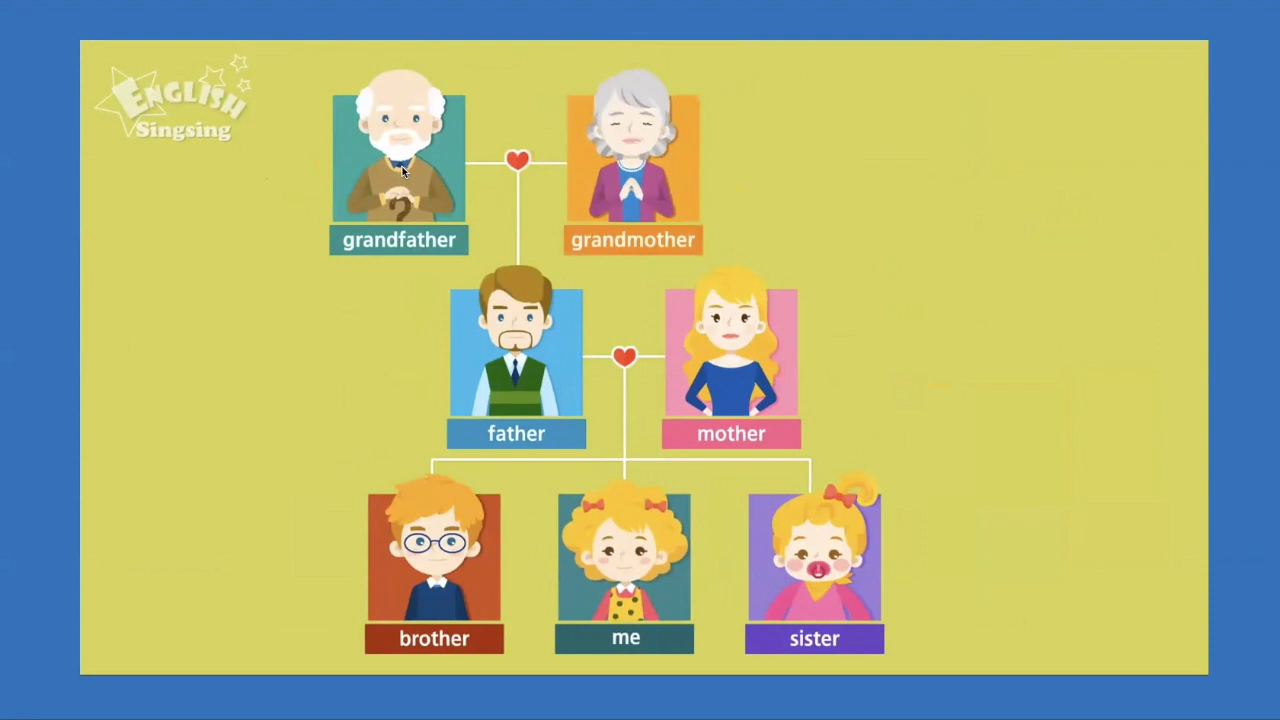 ENGLISH
Singsing
grandfather
grandmother
father
mother
brother
me
sister